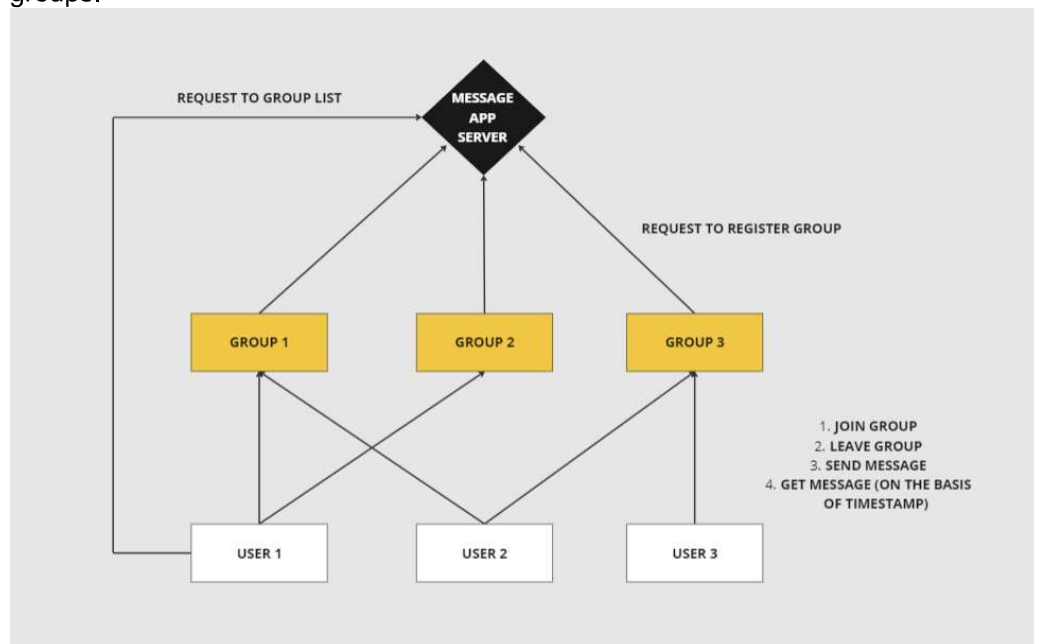 groups.
REQUEST TO GROUP LIST
MESSAGE
APP
SERVER
REQUEST TO REGISTER GROUP
GROUP 1
GROUP 2
GROUP 3
1. JOIN GROUP
2. LEAVE GROUP
3. SEND MESSAGE
4. GET MESSAGE (ON THE BASIS
OF TIMESTAMP)
USER 1
USER 2
USER 3